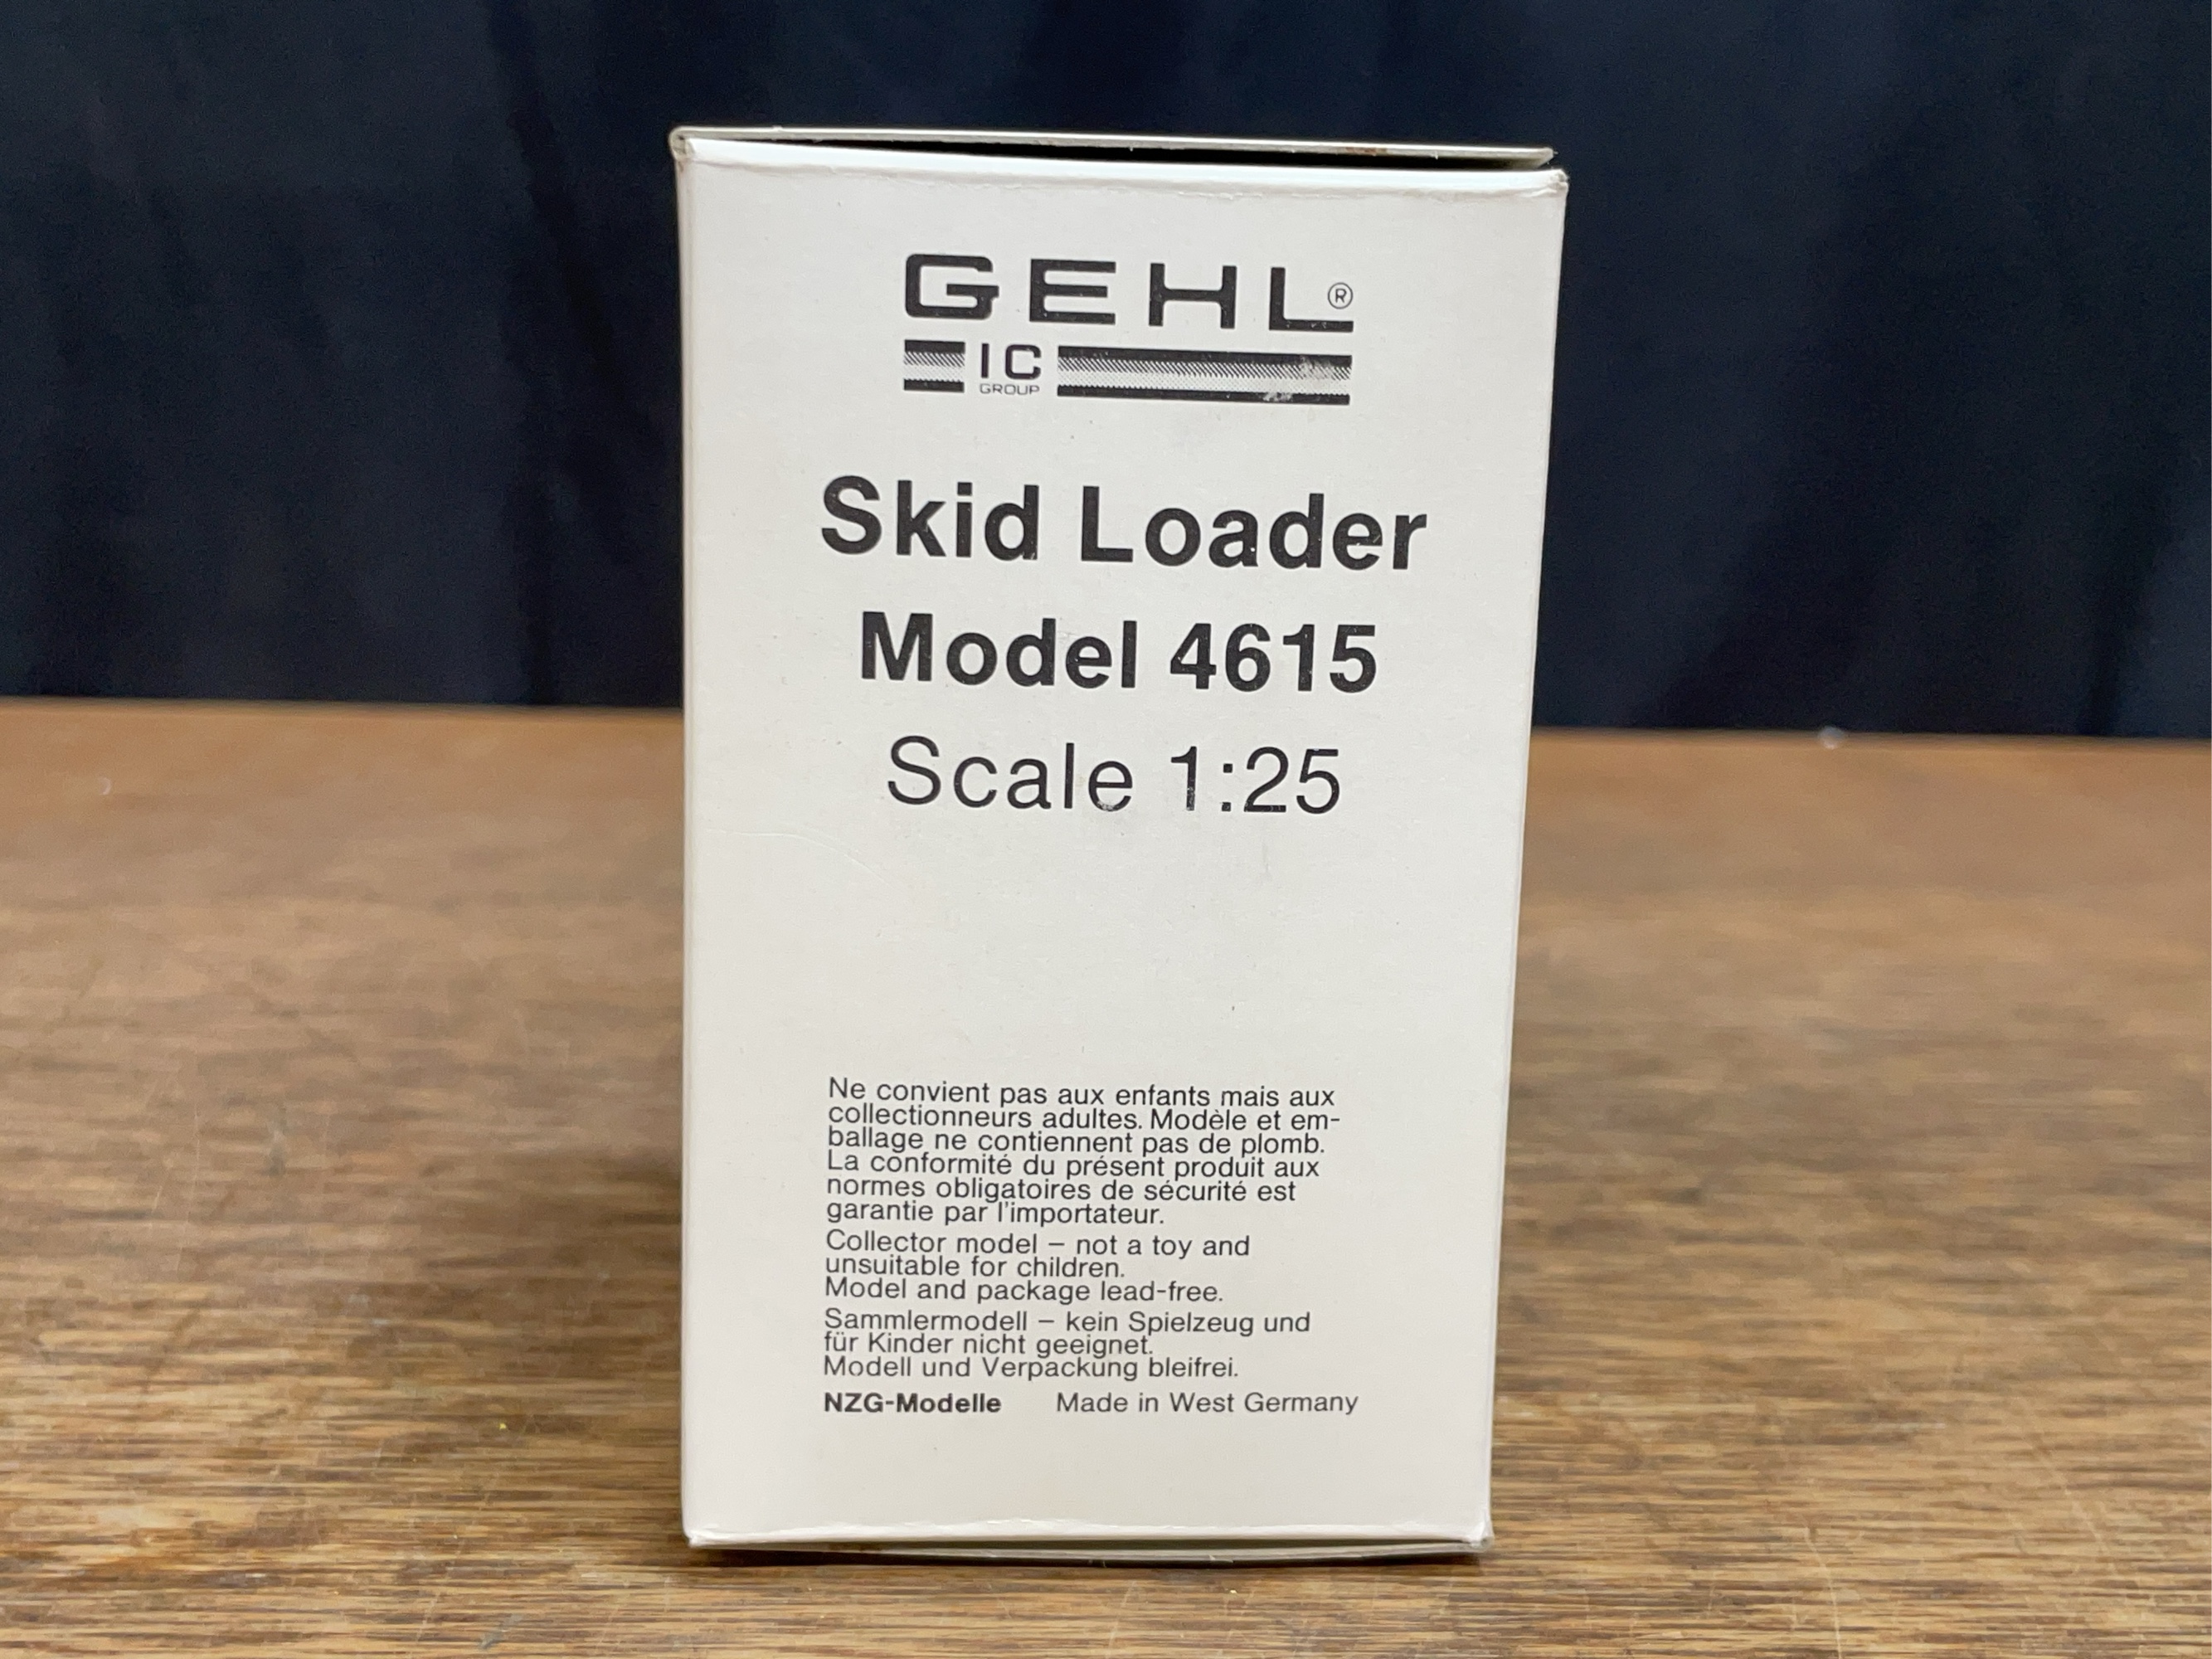 GEHL®
IC
GROUP
Skid Loader
Model 4615
Scale 1:25
Ne convient pas aux enfants mais aux
collectionneurs adultes. Modèle et em-
ballage ne contiennent pas de plomb.
La conformité du présent produit aux
normes obligatoires de sécurité est
garantie par l'importateur.
Collector model – not a toy and
unsuitable for children.
Model and package lead-free.
Sammlermodell – kein Spielzeug und
für Kinder nicht geeignet.
Modell und Verpackung bleifrei.
NZG-Modelle Made in West Germany